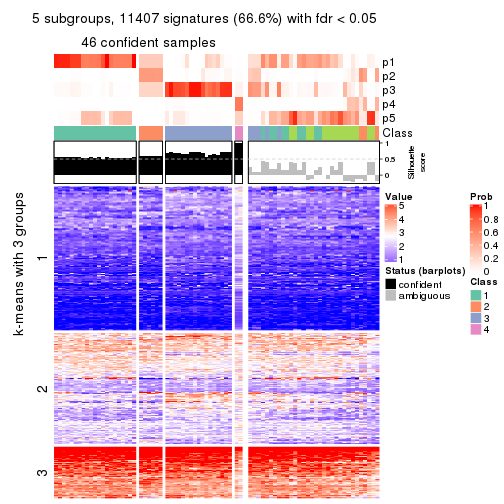 5 subgroups, 11407 signatures (66.6%) with fdr < 0.05
46 confident samples
p1
p2
p3
p4
p5
Class
1
0.5
0
Silhouette
score
k-means with 3 groups
1
2
3
Value
5
4
3
2
1
Status (barplots)
confident
ambiguous
Prob
1
0.8
0.6
0.4
0.2
0
Class
1
2
3
4